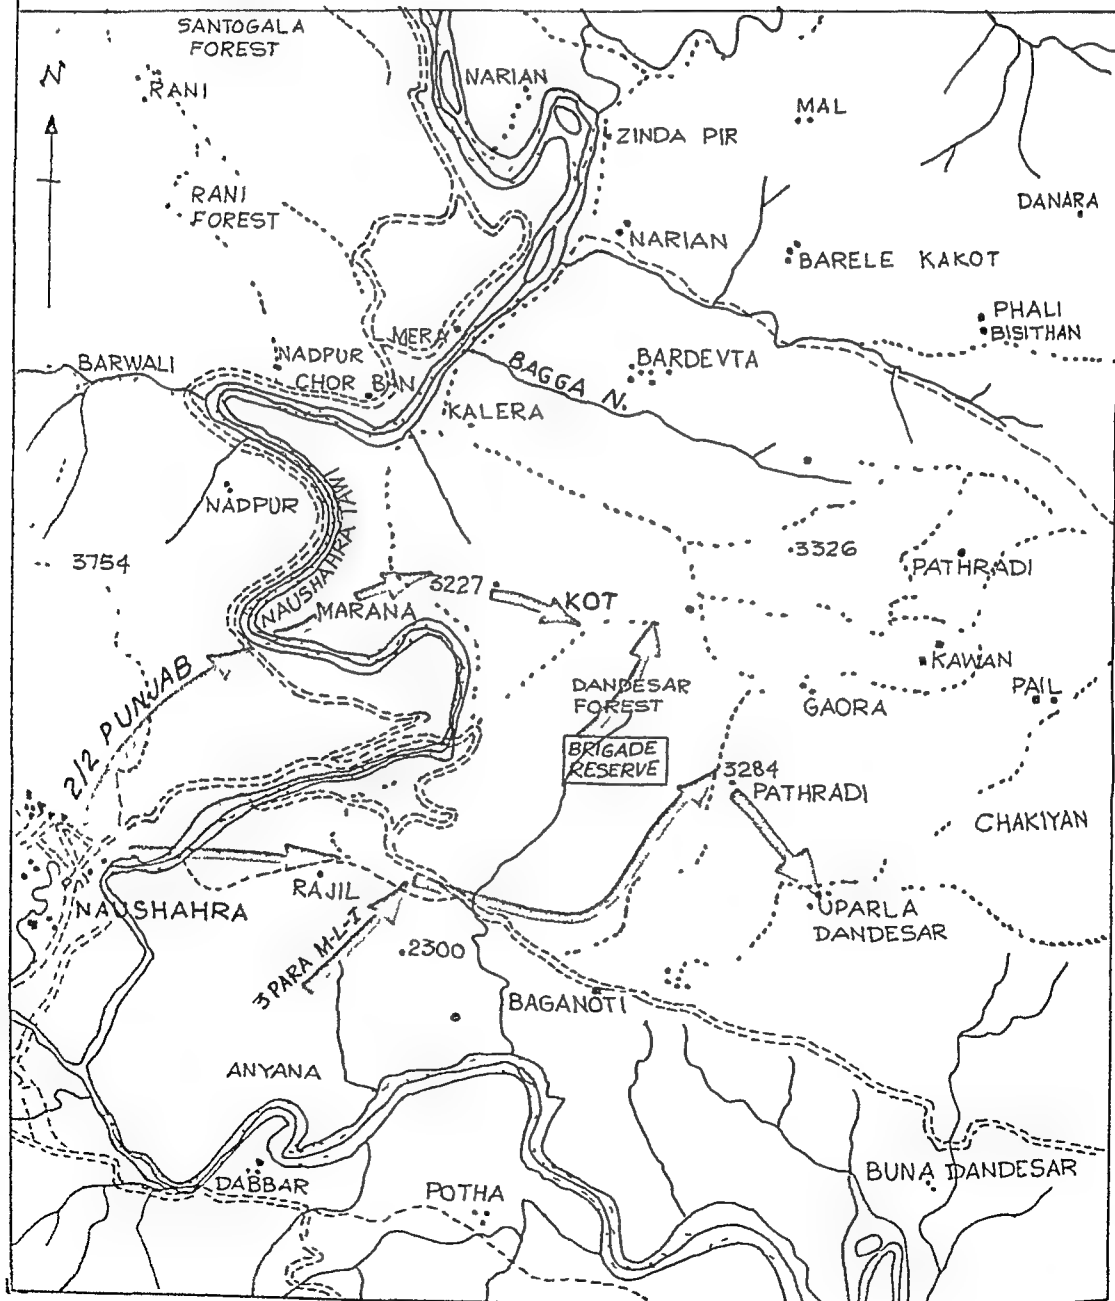 SANTOGALA
FOREST
N
RANI
NARIAN
MAL
ZINDA PIR
RANI
FOREST
DANARA
NARIAN
BARELE KAKOT
PHALI
BISITHAN
MERA
NADPUR
CHOR BAN
BARWALI
BAGGA N.
BARDEVTA
KALERA
NADPUR
NAUSHAHRA TAWI
3754
3326
PATHRADI
3227
MARANA
KOT
KAWAN
2/2 PUNJAB
DANDESAR
FOREST
GAORA
PAIL
BRIGADE
RESERVE
3284
PATHRADI
CHAKIYAN
RAJIL
NAUSHAHRA
UPARLA
DANDESAR
3 PARA M-L-I
2300
BAGANOTI
ANYANA
DABBAR
POTHA
BUNA DANDESAR